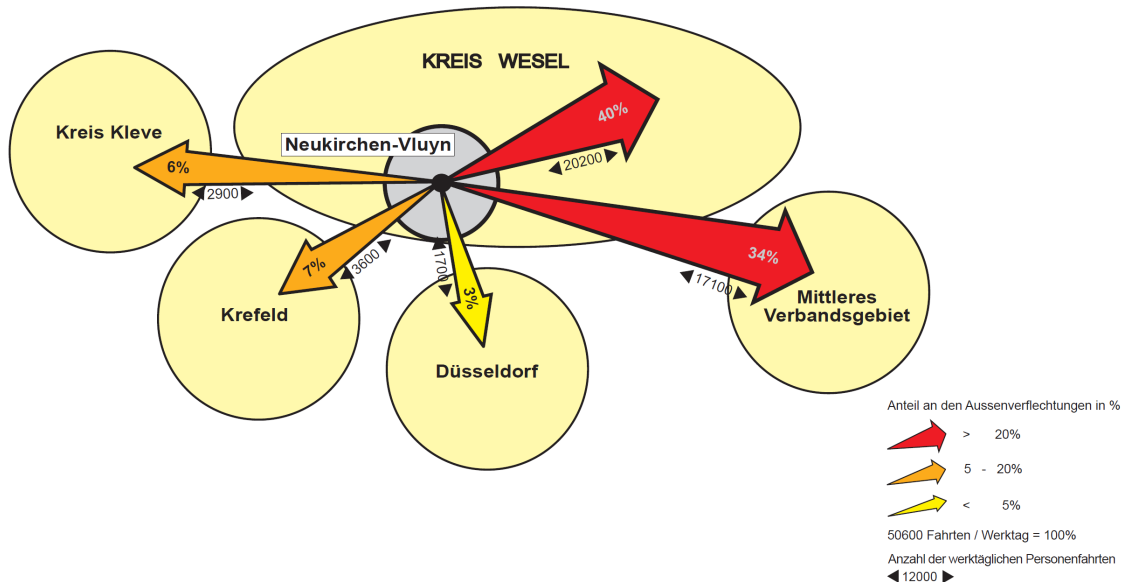 KREIS WESEL
40%
20200
Kreis Kleve
Neukirchen-Vluyn
6%
2900
7%
3600
Krefeld
1700
3%
Düsseldorf
34%
17100
Mittleres
Verbandsgebiet
Anteil an den Aussenverflechtungen in %
> 20%
5 - 20%
< 5%
50600 Fahrten / Werktag = 100%
Anzahl der werktäglichen Personenfahrten
12000